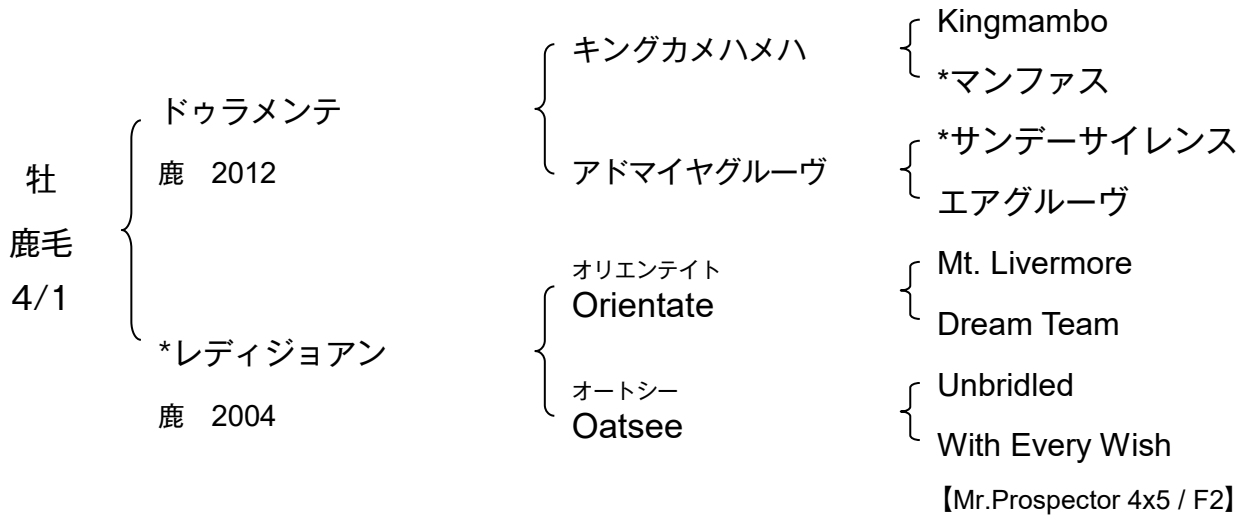 牡
鹿毛
4/1
ドゥラメンテ
鹿 2012
*レディジョアン
鹿 2004
キングカメハメハ
アドマイヤグルーヴ
オリエンテイト
Orientate
オートシー
Oatsee
Kingmambo
*マンファス
*サンデーサイレンス
エアグルーヴ
Mt. Livermore
Dream Team
Unbridled
With Every Wish
【Mr.Prospector 4x5 / F2】